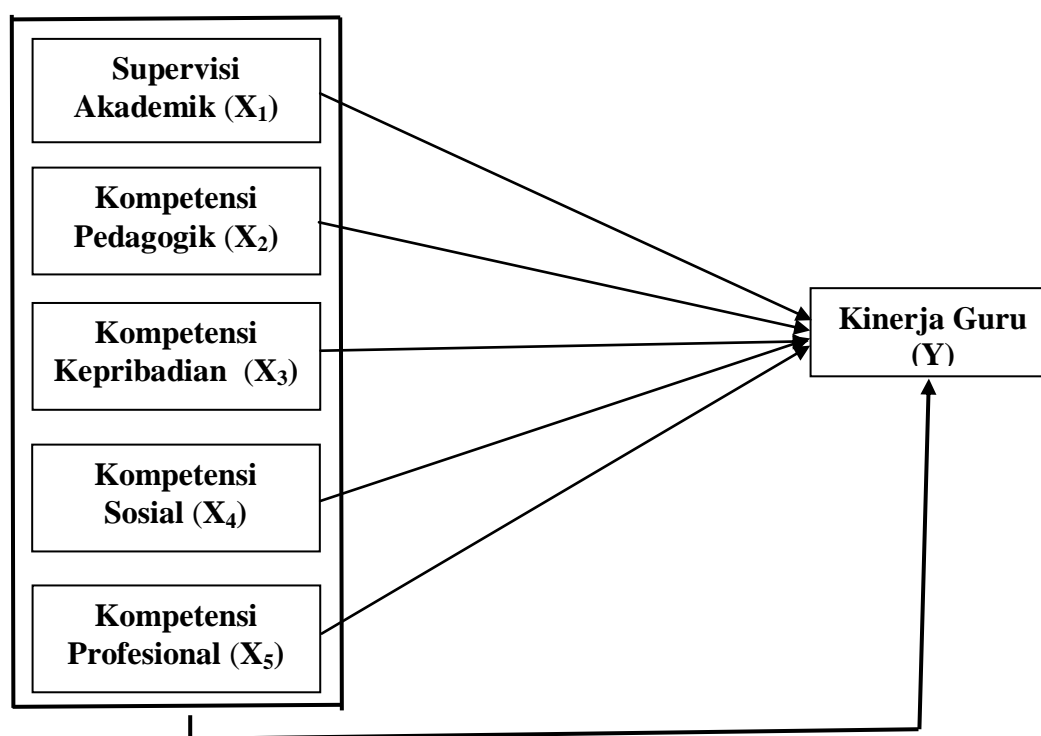 Supervisi
Akademik (X₁)
Kompetensi
Pedagogik (X₂)
Kompetensi
Kepribadian (X₃)
Kompetensi
Sosial (X₄)
Kompetensi
Profesional (X₅)
Kinerja Guru
(Y)